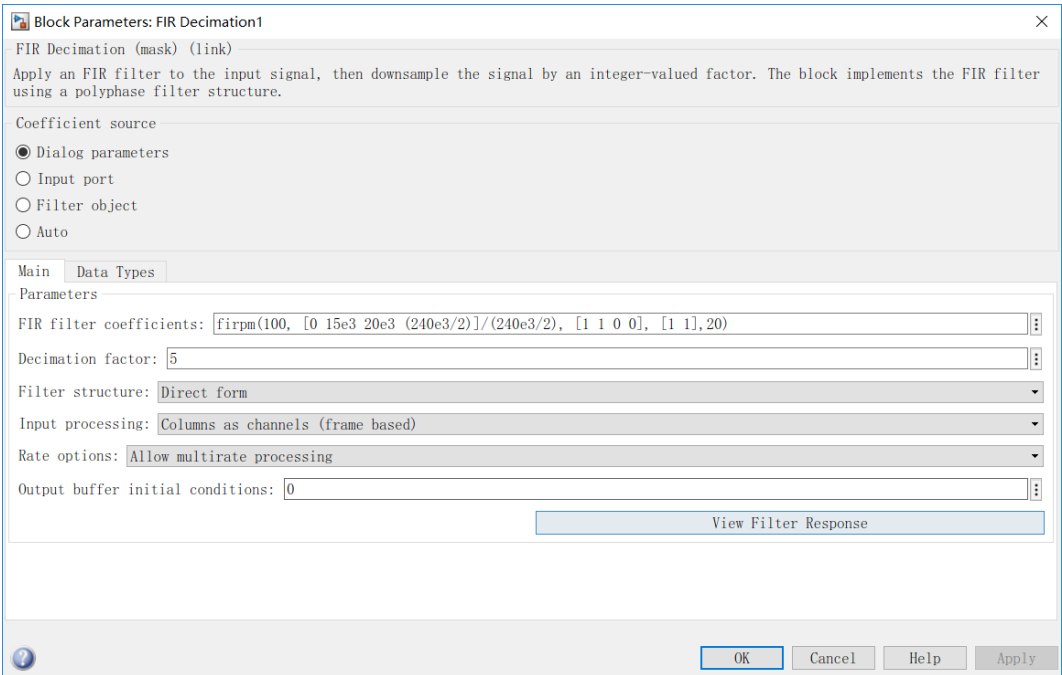 Block Parameters: FIR Decimation1
FIR Decimation (mask) (link)
Apply an FIR filter to the input signal, then downsample the signal by an integer-valued factor. The block implements the FIR filter
using a polyphase filter structure.
Coefficient source
Dialog parameters
Input port
Filter object
Auto
Main Data Types
Parameters
FIR filter coefficients: firpm(100, [0 15e3 20e3 (240e3/2)]/(240e3/2), [1 1 0 0], [1 1],20)
Decimation factor: 5
Filter structure: Direct form
Input processing: Columns as channels (frame based)
Rate options: Allow multirate processing
Output buffer initial conditions: 0
View Filter Response
OK Cancel Help Apply